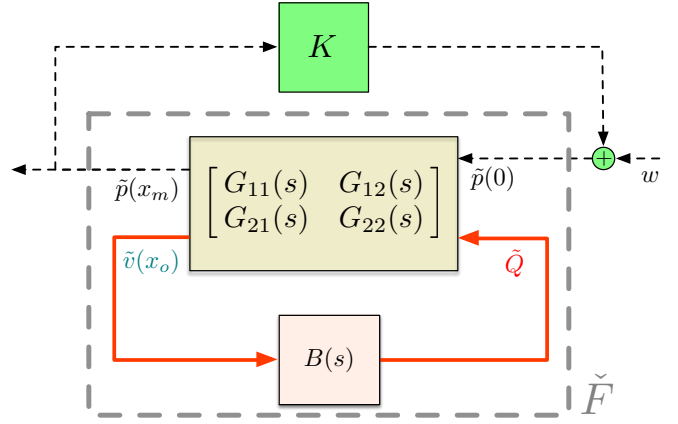 K
+
p̃(x_m) p̃(0) w
[ G_11(s) G_12(s) ]
[ G_21(s) G_22(s) ]
ṽ(x_o) Q̃
B(s)
F̌